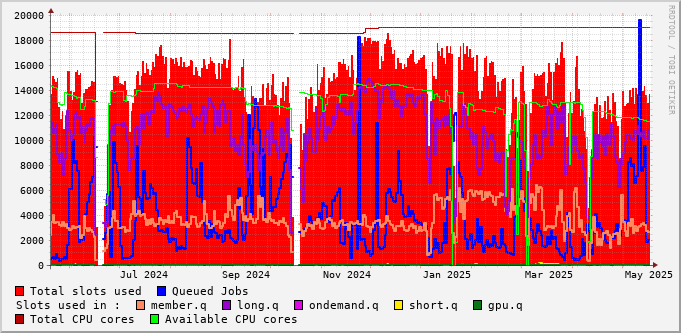 20000
18000
16000
14000
12000
10000
8000
6000
4000
2000
0
Jul 2024 Sep 2024 Nov 2024 Jan 2025 Mar 2025 May 2025
RRDTOOL / TOBI OETIKER
Total slots used Queued Jobs
Slots used in : member.q long.q ondemand.q short.q gpu.q
Total CPU cores Available CPU cores